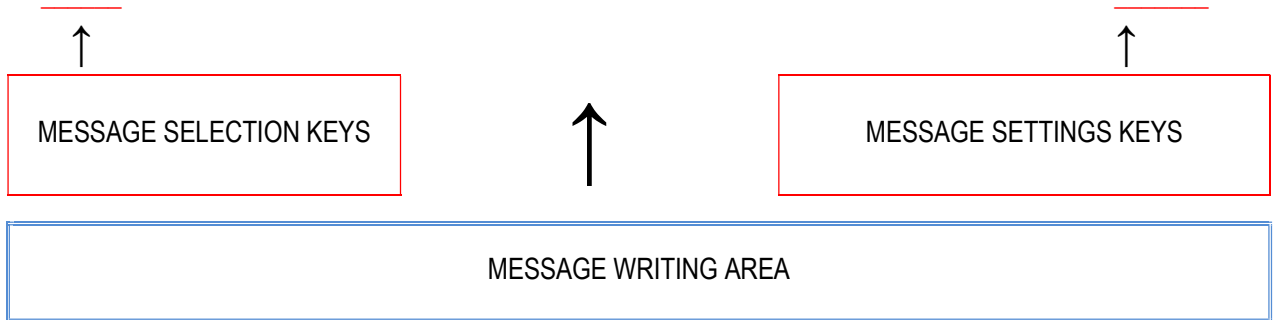 MESSAGE SELECTION KEYS
MESSAGE SETTINGS KEYS
MESSAGE WRITING AREA